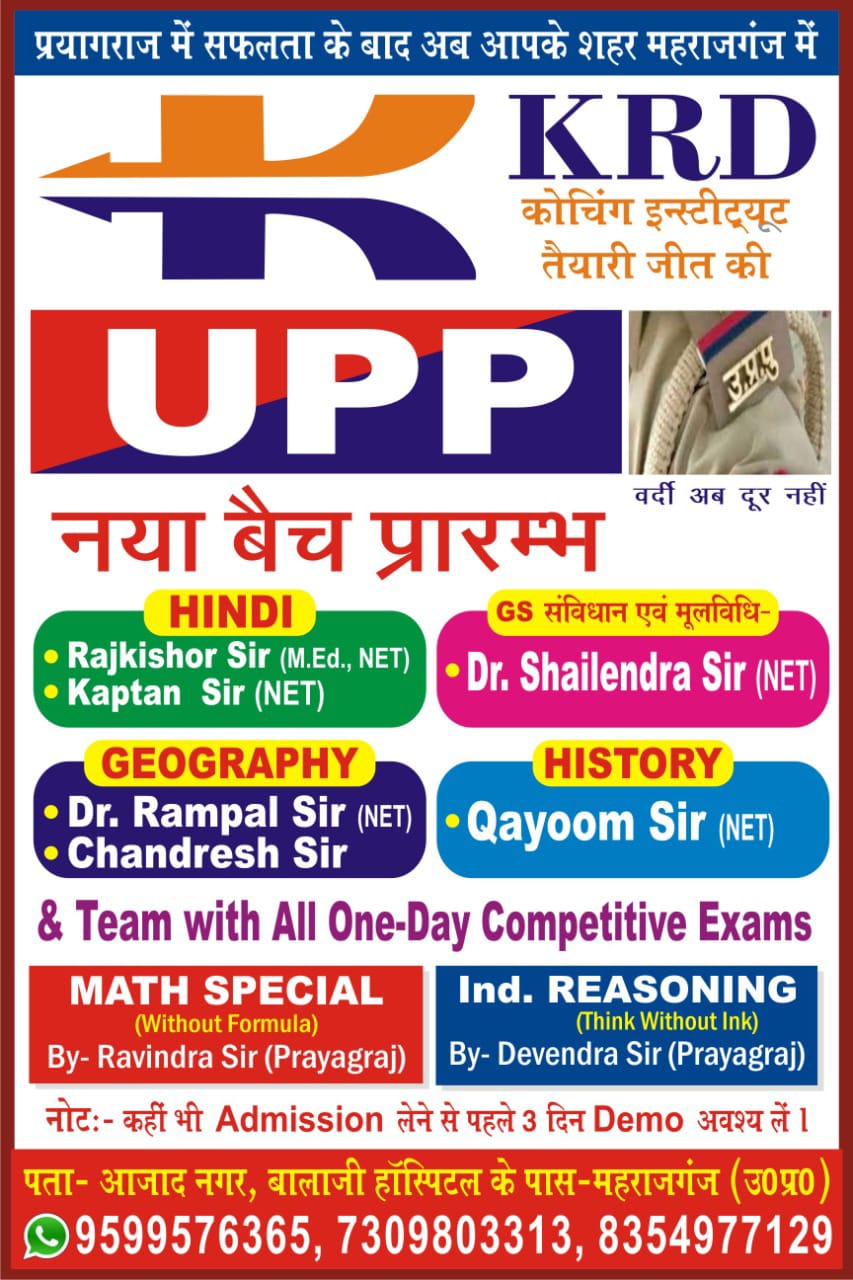 प्रयागराज में सफलता के बाद अब आपके शहर महराजगंज में
K
KRD
कोचिंग इन्स्टीट्यूट
तैयारी जीत की
UPP
उ.प्र.पु
वर्दी अब दूर नहीं
नया बैच प्रारम्भ
HINDI
• Rajkishor Sir (M.Ed., NET)
• Kaptan Sir (NET)
GS संविधान एवं मूलविधि-
• Dr. Shailendra Sir (NET)
GEOGRAPHY
• Dr. Rampal Sir (NET)
• Chandresh Sir
HISTORY
• Qayoom Sir (NET)
& Team with All One-Day Competitive Exams
MATH SPECIAL
(Without Formula)
By- Ravindra Sir (Prayagraj)
Ind. REASONING
(Think Without Ink)
By- Devendra Sir (Prayagraj)
नोटः- कहीं भी Admission लेने से पहले 3 दिन Demo अवश्य लें l
पता- आजाद नगर, बालाजी हॉस्पिटल के पास-महराजगंज (उ0प्र0)
9599576365, 7309803313, 8354977129